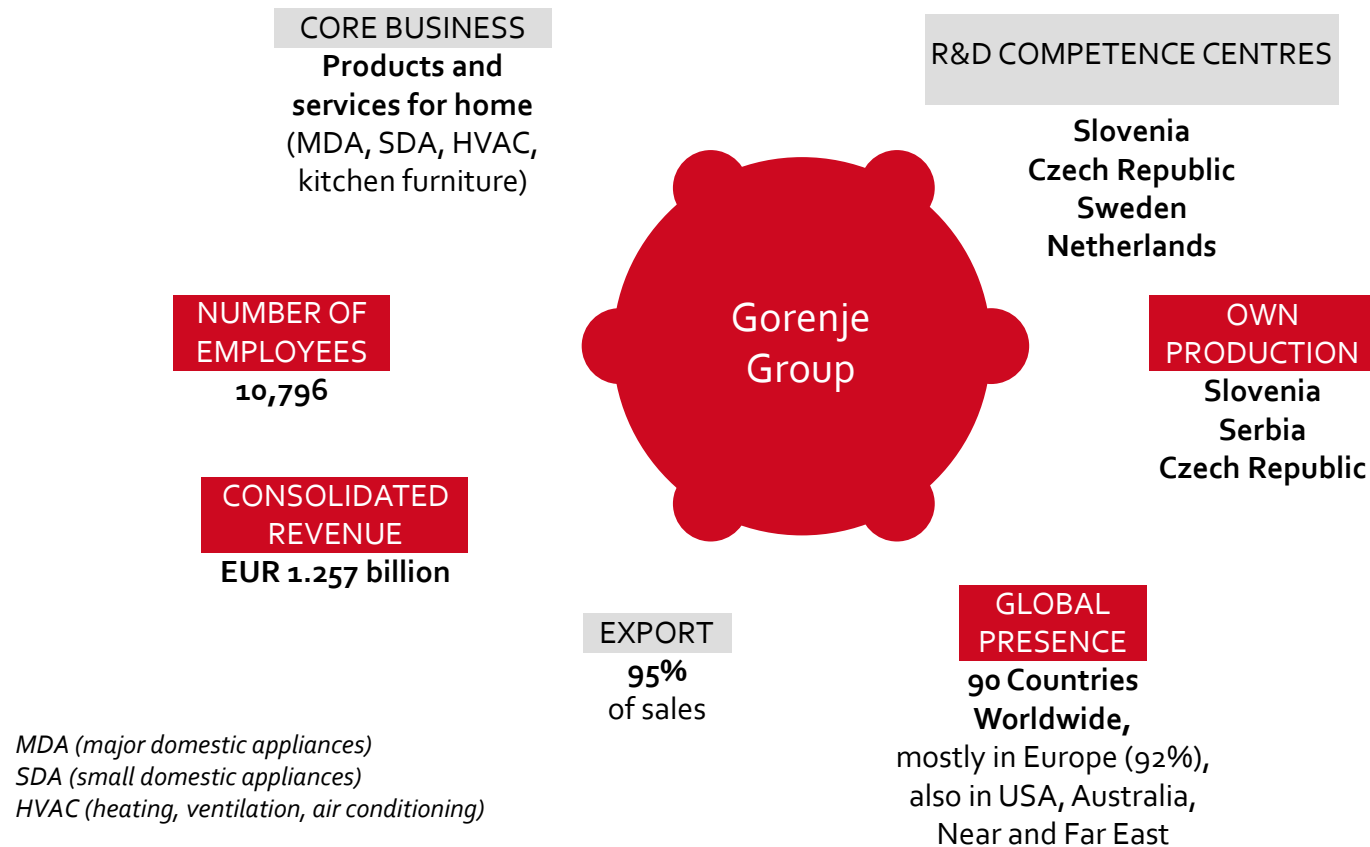 CORE BUSINESS
Products and
services for home
(MDA, SDA, HVAC,
kitchen furniture)
R&D COMPETENCE CENTRES
Slovenia
Czech Republic
Sweden
Netherlands
NUMBER OF
EMPLOYEES
10,796
Gorenje
Group
OWN
PRODUCTION
Slovenia
Serbia
Czech Republic
CONSOLIDATED
REVENUE
EUR 1.257 billion
EXPORT
95%
of sales
GLOBAL
PRESENCE
90 Countries
Worldwide,
mostly in Europe (92%),
also in USA, Australia,
Near and Far East
MDA (major domestic appliances)
SDA (small domestic appliances)
HVAC (heating, ventilation, air conditioning)